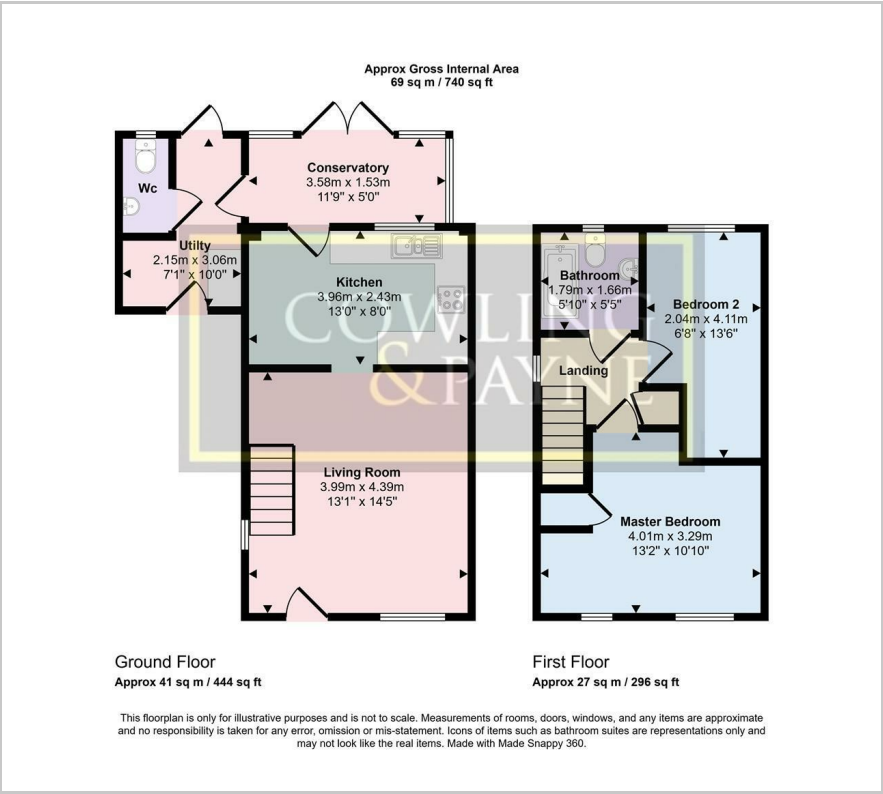 Approx Gross Internal Area
69 sq m / 740 sq ft
Conservatory
3.58m x 1.53m
11'9" x 5'0"
Wc
Utilty
2.15m x 3.06m
7'1" x 10'0"
Kitchen
3.96m x 2.43m
13'0" x 8'0"
Bathroom
1.79m x 1.66m
5'10" x 5'5"
Bedroom 2
2.04m x 4.11m
6'8" x 13'6"
COWLING
& PAYNE
Landing
Living Room
3.99m x 4.39m
13'1" x 14'5"
Master Bedroom
4.01m x 3.29m
13'2" x 10'10"
Ground Floor
Approx 41 sq m / 444 sq ft
First Floor
Approx 27 sq m / 296 sq ft
This floorplan is only for illustrative purposes and is not to scale. Measurements of rooms, doors, windows, and any items are approximate
and no responsibility is taken for any error, omission or mis-statement. Icons of items such as bathroom suites are representations only and
may not look like the real items. Made with Made Snappy 360.